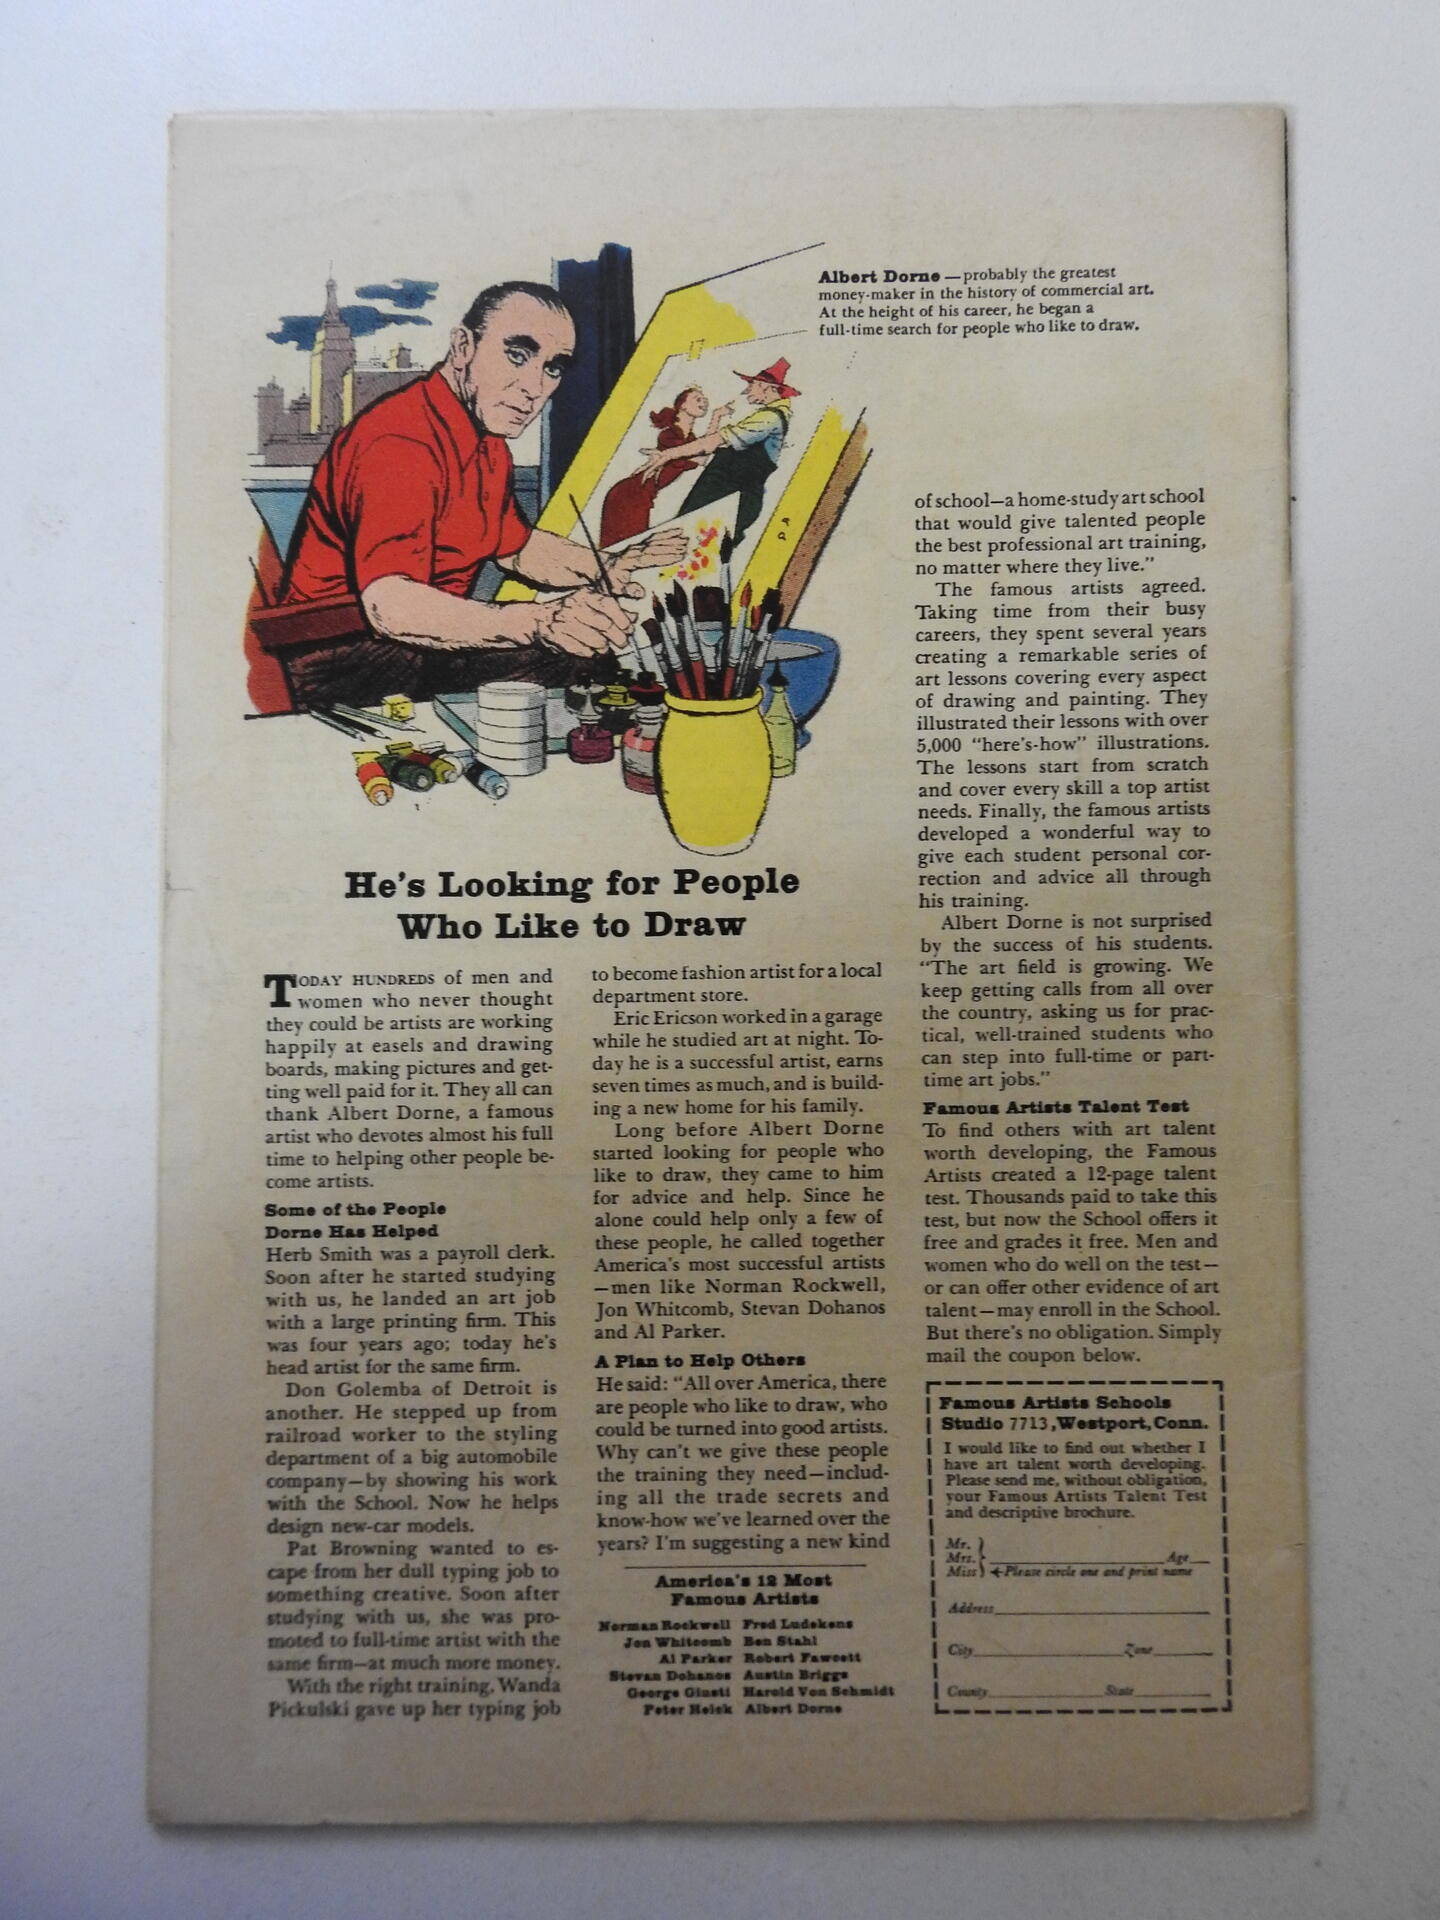 Albert Dorne — probably the greatest
money-maker in the history of commercial art.
At the height of his career, he began a
full-time search for people who like to draw.
He's Looking for People
Who Like to Draw
TODAY HUNDREDS of men and
women who never thought
they could be artists are working
happily at easels and drawing
boards, making pictures and get-
ting well paid for it. They all can
thank Albert Dorne, a famous
artist who devotes almost his full
time to helping other people be-
come artists.
Some of the People
Dorne Has Helped
Herb Smith was a payroll clerk.
Soon after he started studying
with us, he landed an art job
with a large printing firm. This
was four years ago; today he's
head artist for the same firm.
Don Golemba of Detroit is
another. He stepped up from
railroad worker to the styling
department of a big automobile
company—by showing his work
with the School. Now he helps
design new-car models.
Pat Browning wanted to es-
cape from her dull typing job to
something creative. Soon after
studying with us, she was pro-
moted to full-time artist with the
same firm—at much more money.
With the right training, Wanda
Pickulski gave up her typing job
to become fashion artist for a local
department store.
Eric Ericson worked in a garage
while he studied art at night. To-
day he is a successful artist, earns
seven times as much, and is build-
ing a new home for his family.
Long before Albert Dorne
started looking for people who
like to draw, they came to him
for advice and help. Since he
alone could help only a few of
these people, he called together
America's most successful artists
—men like Norman Rockwell,
Jon Whitcomb, Stevan Dohanos
and Al Parker.
A Plan to Help Others
He said: "All over America, there
are people who like to draw, who
could be turned into good artists.
Why can't we give these people
the training they need—includ-
ing all the trade secrets and
know-how we've learned over the
years? I'm suggesting a new kind
America's 12 Most
Famous Artists
Norman Rockwell Fred Ludekens
Jon Whitcomb Ben Stahl
Al Parker Robert Fawcett
Stevan Dohanos Austin Briggs
George Giusti Harold Von Schmidt
Peter Helck Albert Dorne
of school—a home-study art school
that would give talented people
the best professional art training,
no matter where they live."
The famous artists agreed.
Taking time from their busy
careers, they spent several years
creating a remarkable series of
art lessons covering every aspect
of drawing and painting. They
illustrated their lessons with over
5,000 "here's-how" illustrations.
The lessons start from scratch
and cover every skill a top artist
needs. Finally, the famous artists
developed a wonderful way to
give each student personal cor-
rection and advice all through
his training.
Albert Dorne is not surprised
by the success of his students.
"The art field is growing. We
keep getting calls from all over
the country, asking us for prac-
tical, well-trained students who
can step into full-time or part-
time art jobs."
Famous Artists Talent Test
To find others with art talent
worth developing, the Famous
Artists created a 12-page talent
test. Thousands paid to take this
test, but now the School offers it
free and grades it free. Men and
women who do well on the test—
or can offer other evidence of art
talent—may enroll in the School.
But there's no obligation. Simply
mail the coupon below.
Famous Artists Schools
Studio 7713, Westport, Conn.
I would like to find out whether I
have art talent worth developing.
Please send me, without obligation,
your Famous Artists Talent Test
and descriptive brochure.
Mr.
Mrs. Age
Miss Please circle one and print name
Address
City Zone
County State